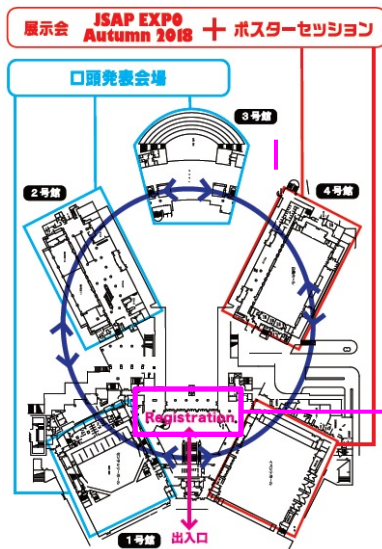 展示会 JSAP EXPO Autumn 2018 + ポスターセッション
口頭発表会場
3号館
2号館
4号館
Registration
1号館
出入口